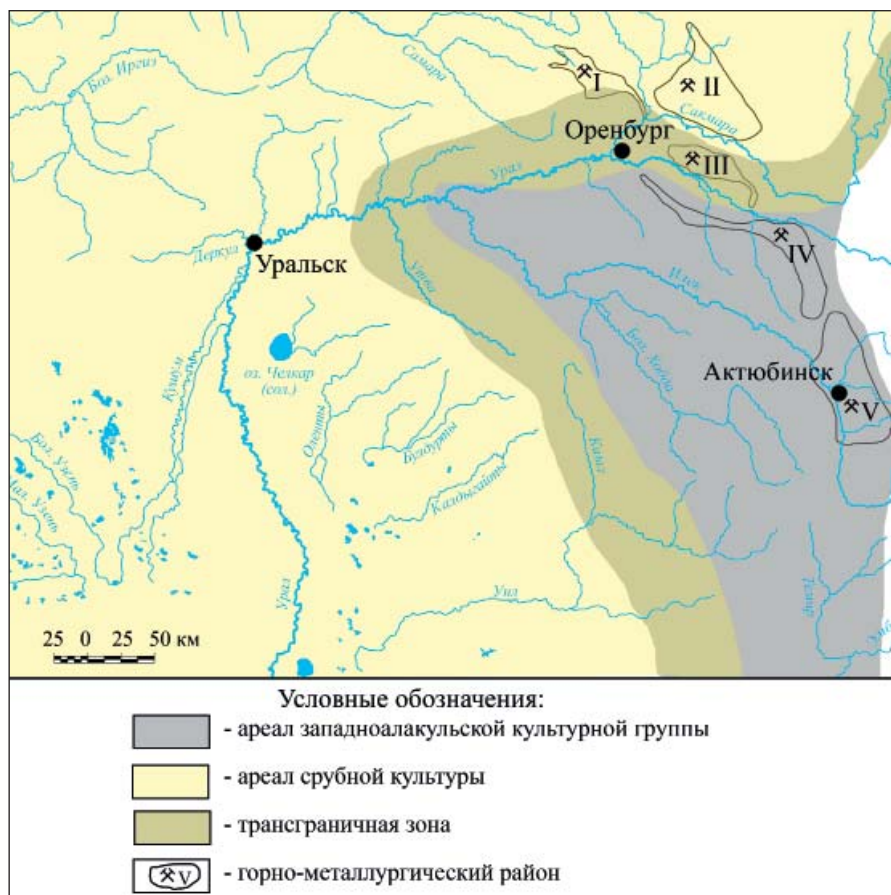 Бол. Иргиз
Самара
I
II
Сакмара
Оренбург
Урал
III
Деркул
Уральск
Утва
IV
Илек
Кушум
оз. Челкар
(сол.)
Бол. Хобда
Актюбинск
V
Оленты
Булдурты
Калдыгайты
Бол. Узень
Мал. Узень
Урал
Уил
Темир
25 0 25 50 км
Условные обозначения:
- ареал западноалакульской культурной группы
- ареал срубной культуры
- трансграничная зона
V - горно-металлургический район